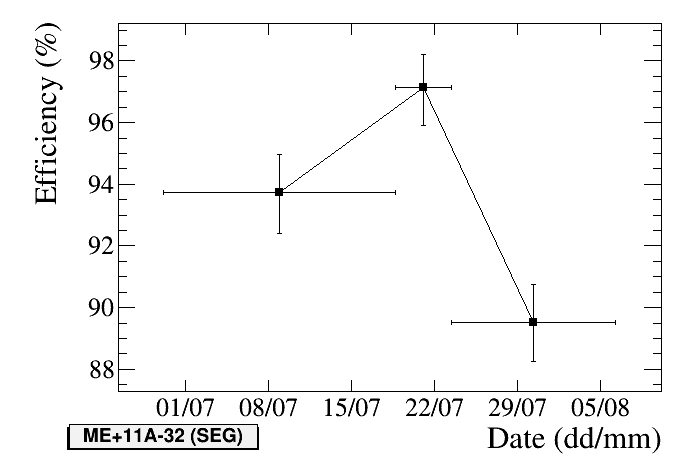 Efficiency (%)
98
96
94
92
90
88
01/07 08/07 15/07 22/07 29/07 05/08
Date (dd/mm)
ME+11A-32 (SEG)